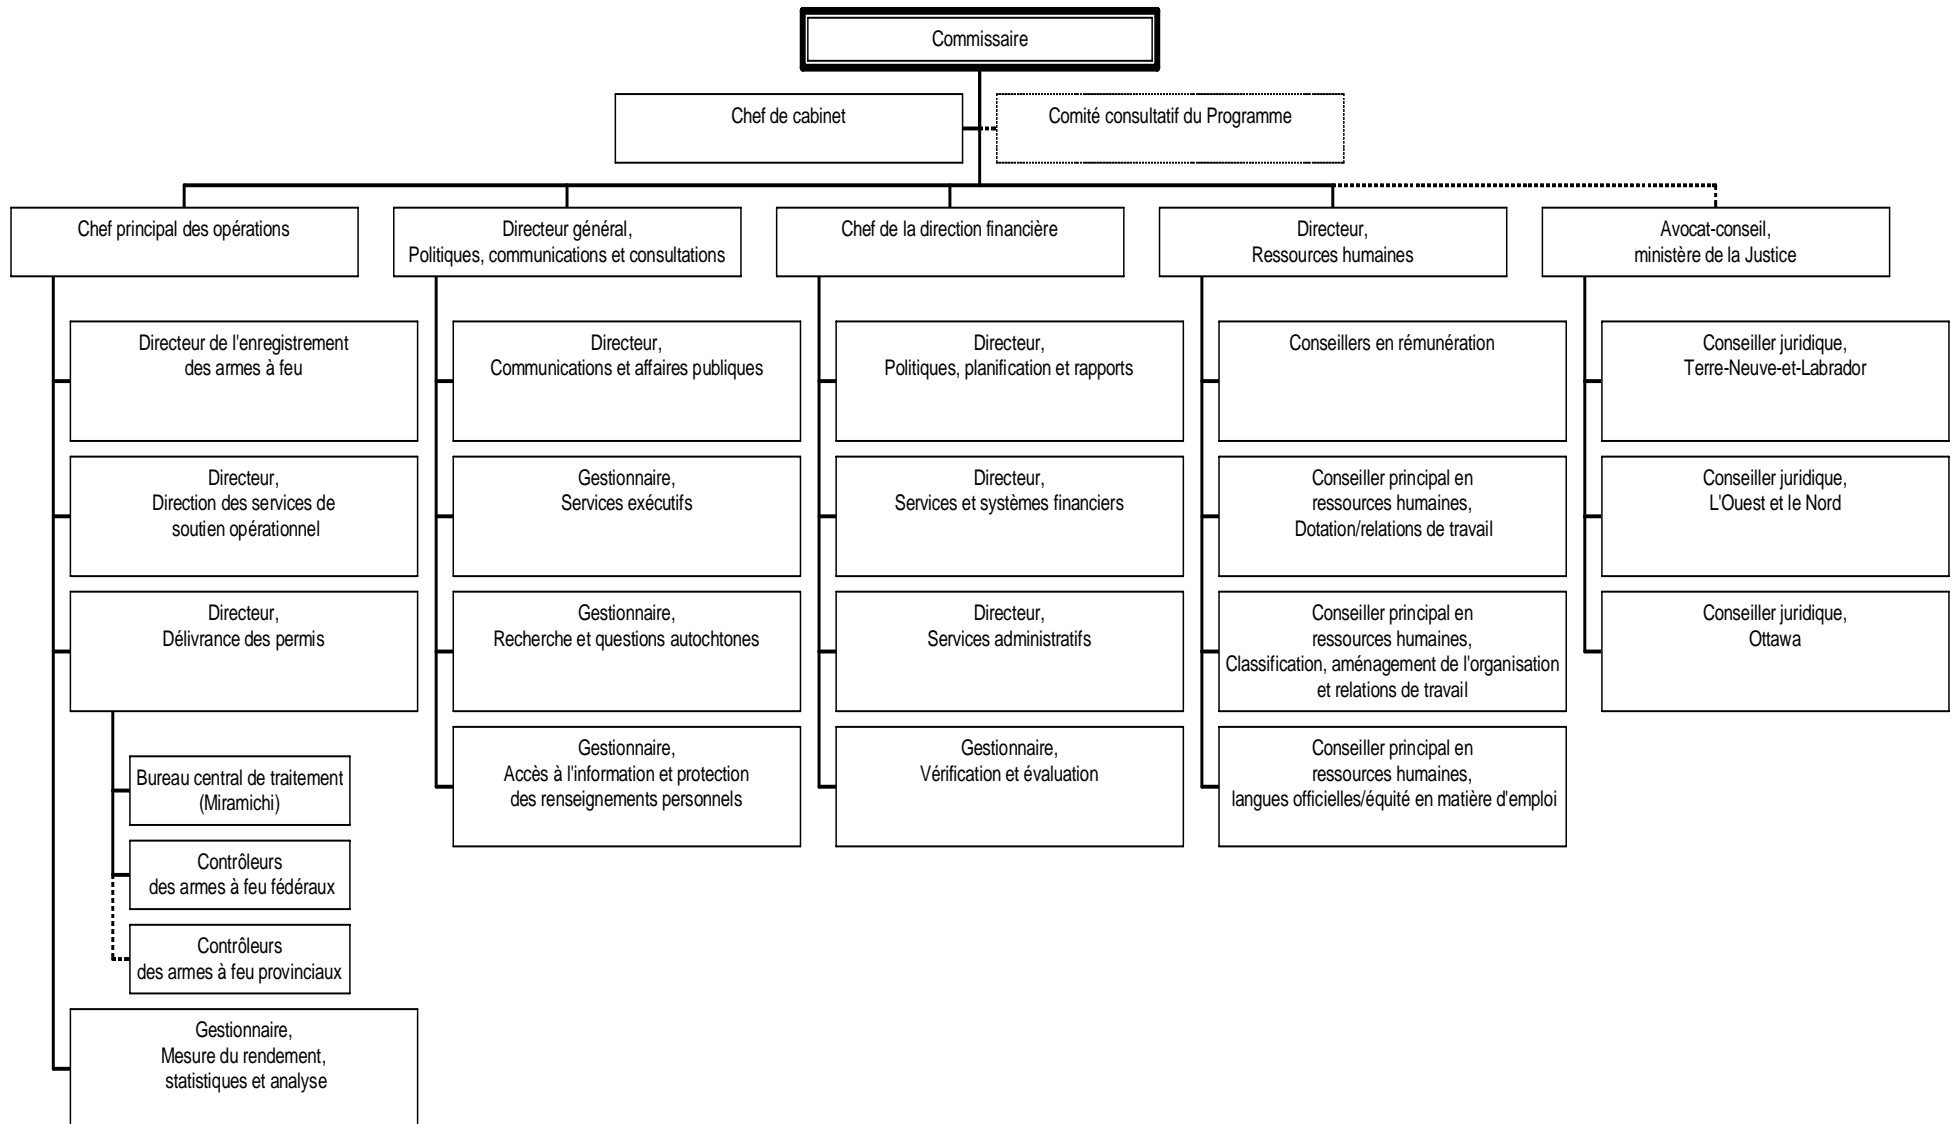 Commissaire
Chef de cabinet
Comité consultatif du Programme
Chef principal des opérations
Directeur général,
Politiques, communications et consultations
Chef de la direction financière
Directeur,
Ressources humaines
Avocat-conseil,
ministère de la Justice
Directeur de l'enregistrement
des armes à feu
Directeur,
Direction des services de
soutien opérationnel
Directeur,
Délivrance des permis
Bureau central de traitement
(Miramichi)
Contrôleurs
des armes à feu fédéraux
Contrôleurs
des armes à feu provinciaux
Gestionnaire,
Mesure du rendement,
statistiques et analyse
Directeur,
Communications et affaires publiques
Gestionnaire,
Services exécutifs
Gestionnaire,
Recherche et questions autochtones
Gestionnaire,
Accès à l'information et protection
des renseignements personnels
Directeur,
Politiques, planification et rapports
Directeur,
Services et systèmes financiers
Directeur,
Services administratifs
Gestionnaire,
Vérification et évaluation
Conseillers en rémunération
Conseiller principal en
ressources humaines,
Dotation/relations de travail
Conseiller principal en
ressources humaines,
Classification, aménagement de l'organisation
et relations de travail
Conseiller principal en
ressources humaines,
langues officielles/équité en matière d'emploi
Conseiller juridique,
Terre-Neuve-et-Labrador
Conseiller juridique,
L'Ouest et le Nord
Conseiller juridique,
Ottawa